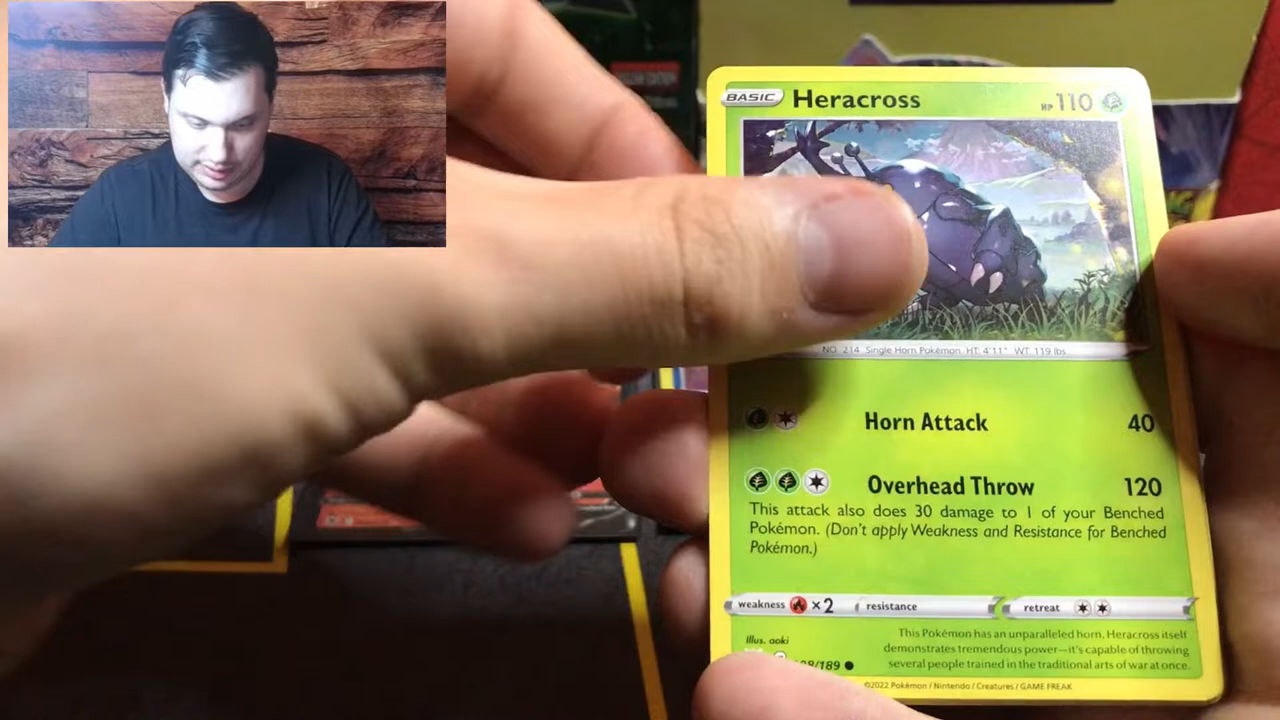 BASIC Heracross HP 110
NO. 214 Single Horn Pokémon HT: 4'11" WT: 119 lbs
Horn Attack 40
Overhead Throw 120
This attack also does 30 damage to 1 of your Benched
Pokémon. (Don't apply Weakness and Resistance for Benched
Pokémon.)
weakness ×2 resistance retreat
Illus. aoki
This Pokémon has an unparalleled horn. Heracross itself
demonstrates tremendous power—it's capable of throwing
several people trained in the traditional arts of war at once.
/189
©2022 Pokémon / Nintendo / Creatures / GAME FREAK